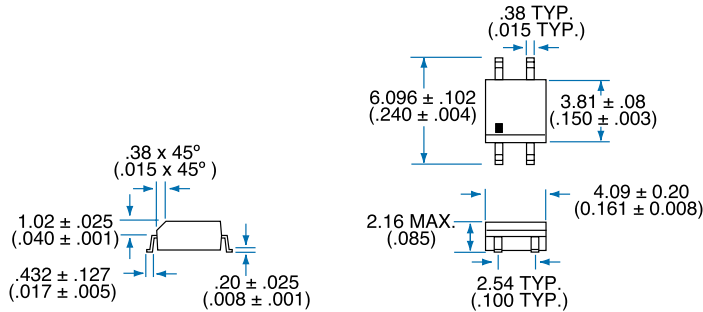 .38 TYP.
(.015 TYP.)
6.096 ± .102
(.240 ± .004)
3.81 ± .08
(.150 ± .003)
.38 x 45º
(.015 x 45º )
1.02 ± .025
(.040 ± .001)
.432 ± .127
(.017 ± .005)
.20 ± .025
(.008 ± .001)
4.09 ± 0.20
(0.161 ± 0.008)
2.16 MAX.
(.085)
2.54 TYP.
(.100 TYP.)